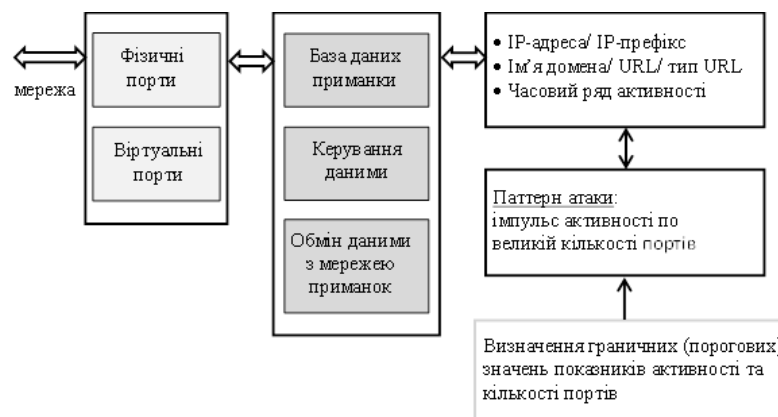 мережа
Фізичні
порти
Віртуальні
порти
База даних
приманки
Керування
даними
Обмін даними
з мережею
приманок
• IP-адреса/ IP-префікс
• Ім’я домена/ URL/ тип URL
• Часовий ряд активності
Паттерн атаки:
імпульс активності по
великій кількості портів
Визначення граничних (порогових)
значень показників активності та
кількості портів